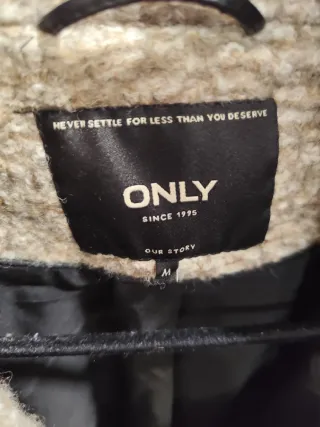 NEVER SETTLE FOR LESS THAN YOU DESERVE
ONLY
SINCE 1995
OUR STORY
M